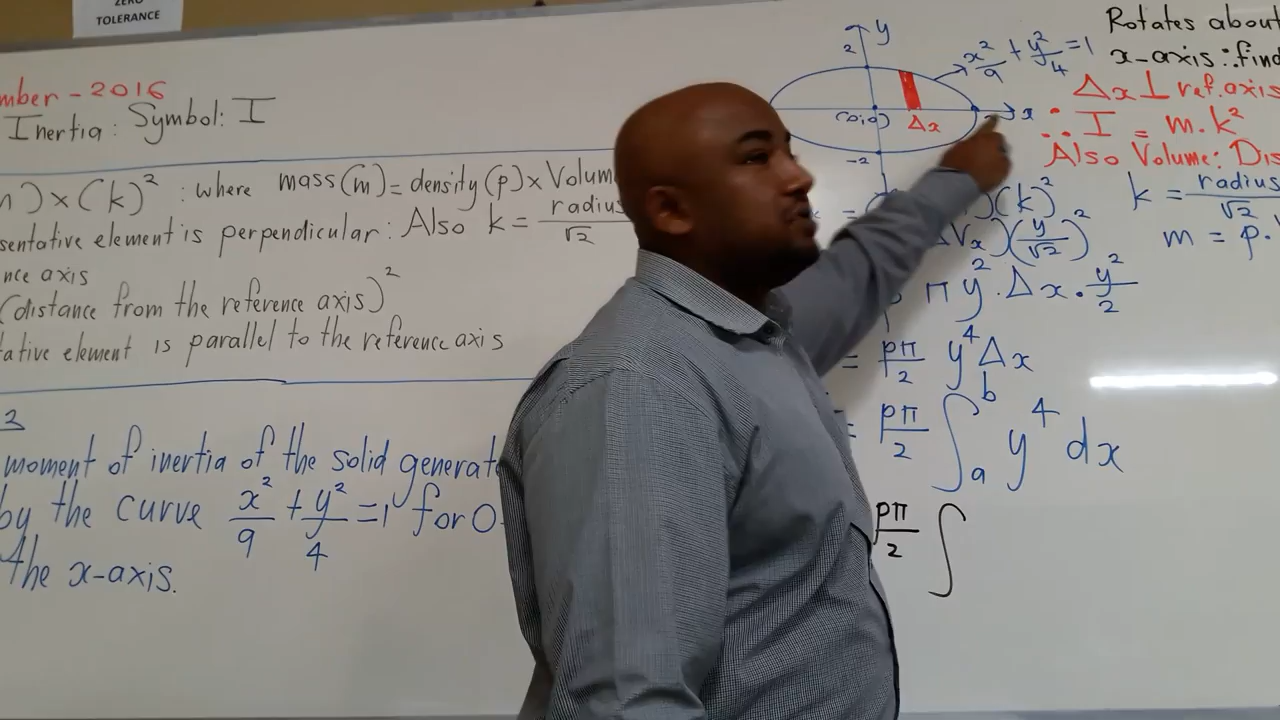 ZERO
TOLERANCE
mber - 2016
Inertia: Symbol: I
m) × (k)² : where mass(m) = density(ρ) × Volum
sentative element is perpendicular: Also k = radius/√2
nce axis
(distance from the reference axis)²
tative element is parallel to the reference axis
3
moment of inertia of the solid generat
by the curve x²/9 + y²/4 = 1 for 0
the x-axis.
y
2
x²/9 + y²/4 = 1
(0;0)
Δx
x
-2
Rotates about
x-axis ∴ find
Δx ⊥ ref. axis
∴ I = m.k²
Also Volume: Dis
= )(k)²
k = radius/√2
ΔVx)(y/√2)²
m = ρ.
π y² . Δx . y²/2
= ρπ/2 y⁴ Δx
= ρπ/2 ∫ₐᵇ y⁴ dx
ρπ/2 ∫